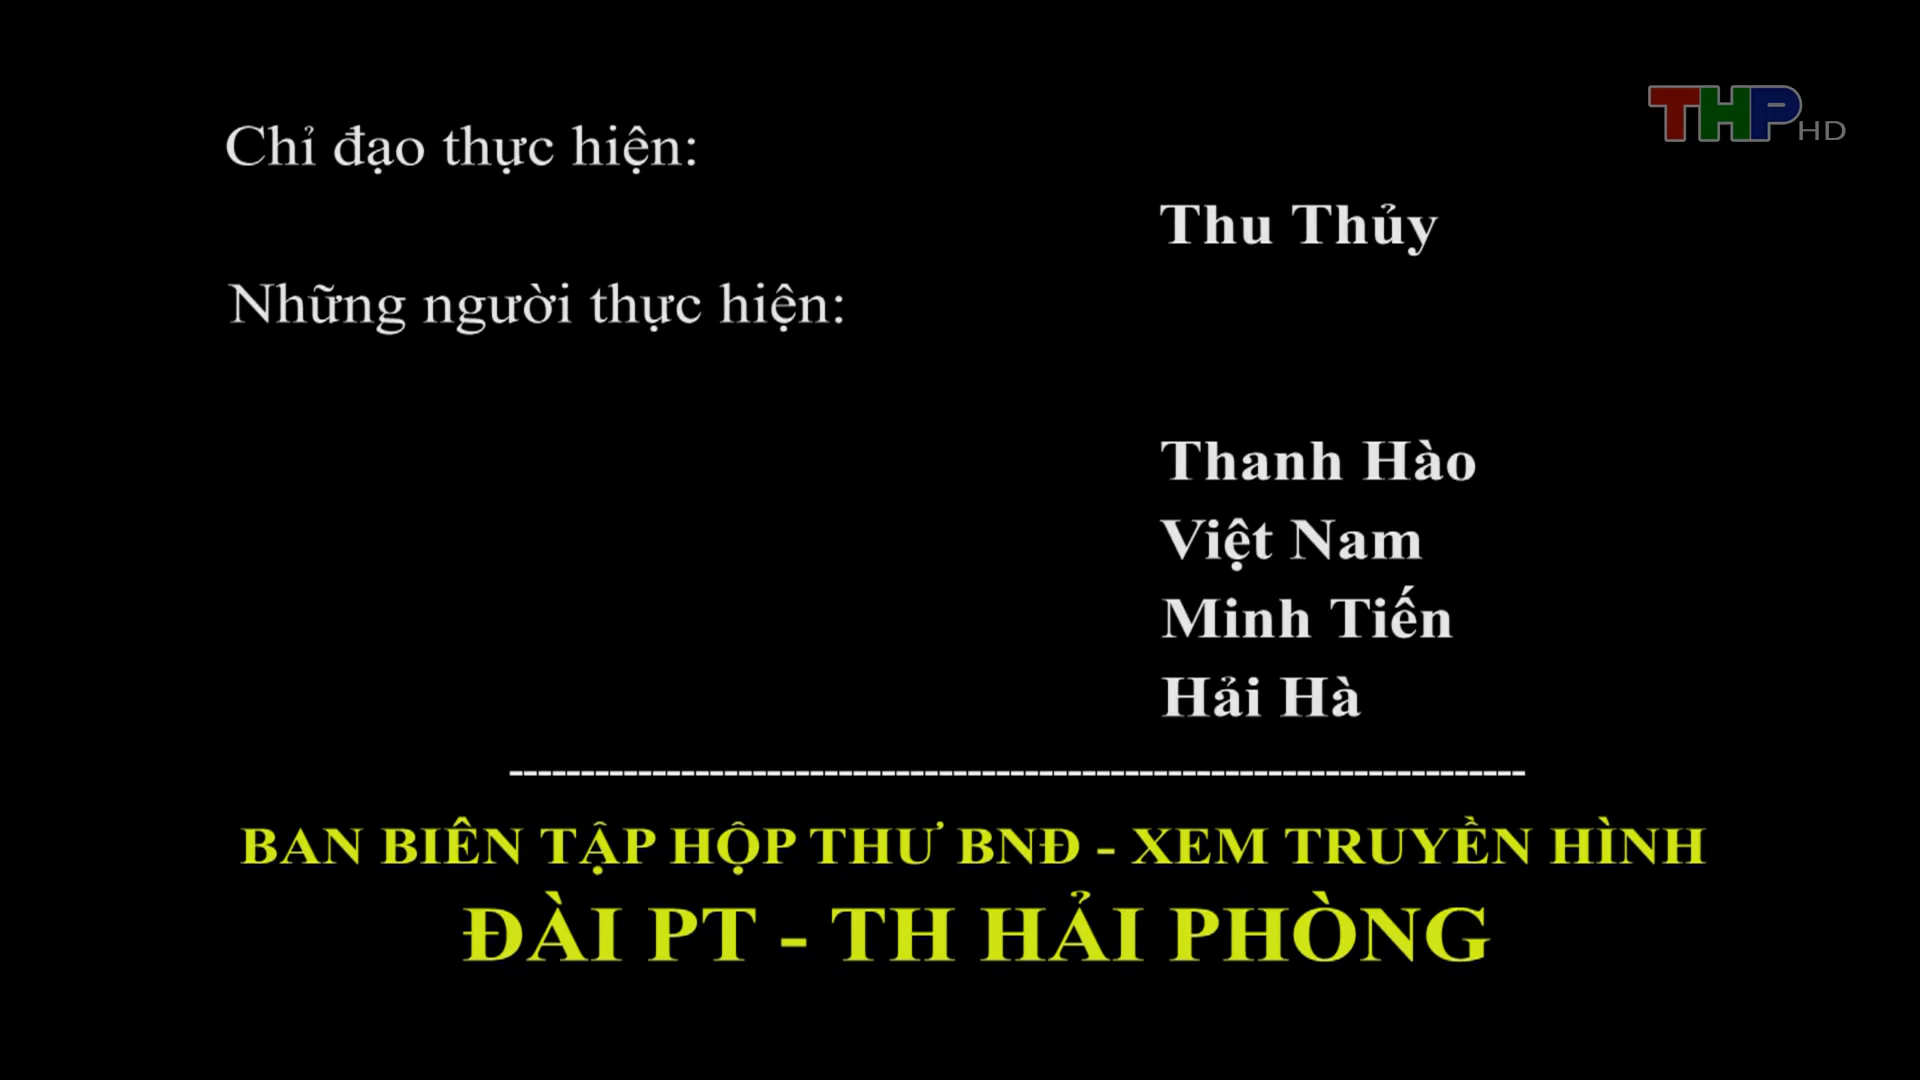 THP HD
Chỉ đạo thực hiện:
Thu Thủy
Những người thực hiện:
Thanh Hào
Việt Nam
Minh Tiến
Hải Hà
----------------------------------------------------------------------
BAN BIÊN TẬP HỘP THƯ BNĐ - XEM TRUYỀN HÌNH
ĐÀI PT - TH HẢI PHÒNG